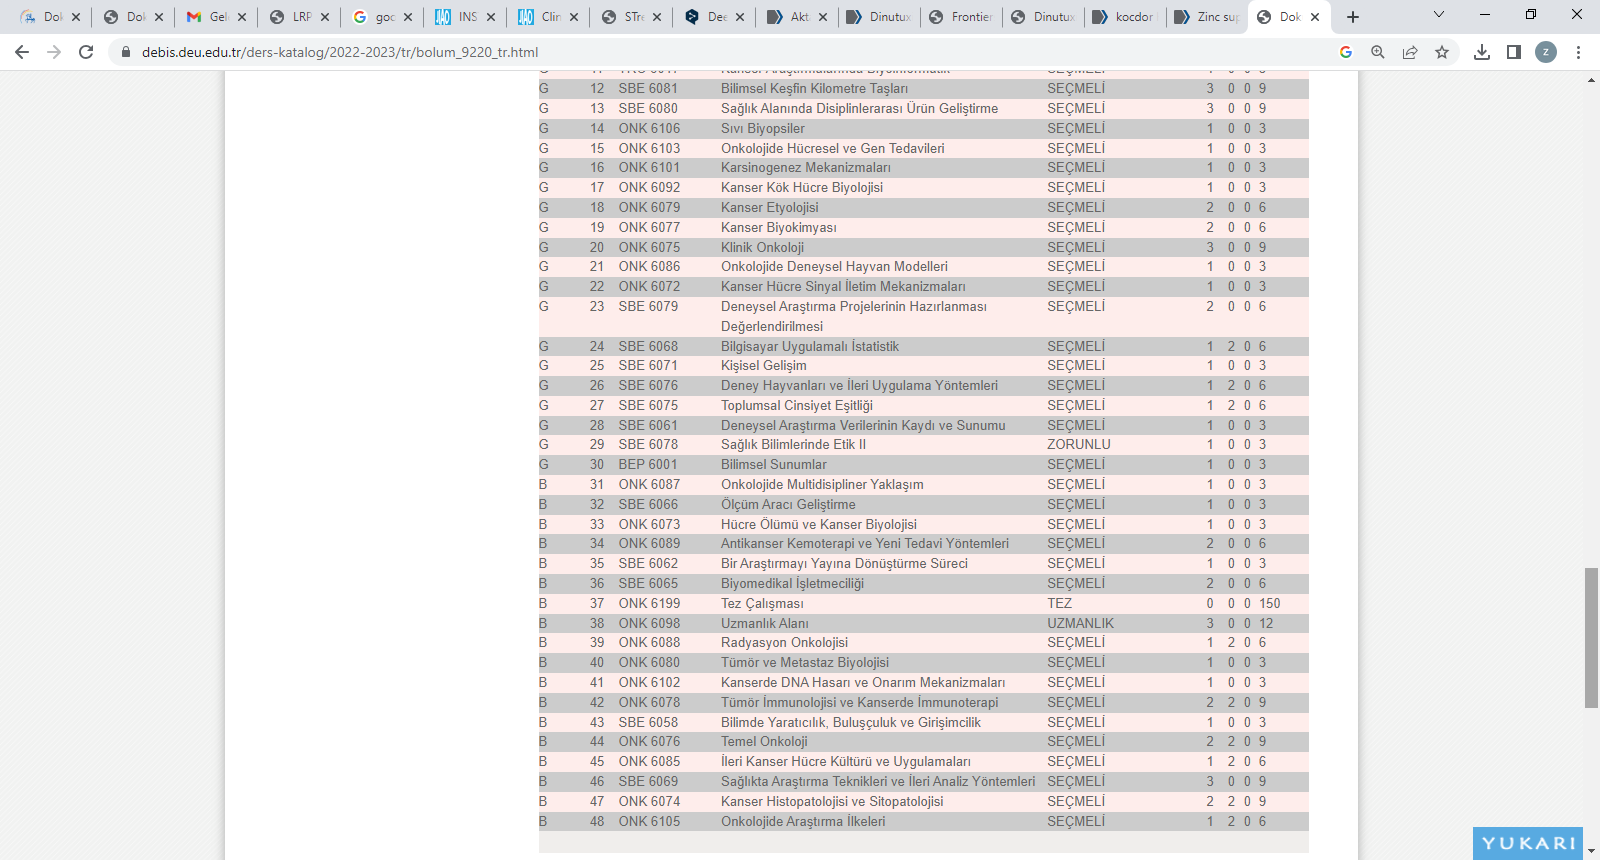 Dok
Dok
Gele
LRP
goc
INS
Clin
STre
Dee
Akt
Dinutux
Frontier
Dinutux
kocdor
Zinc sup
Dok
debis.deu.edu.tr/ders-katalog/2022-2023/tr/bolum_9220_tr.html
z
G 12 SBE 6081 Bilimsel Keşfin Kilometre Taşları SEÇMELİ 3 0 0 9
G 13 SBE 6080 Sağlık Alanında Disiplinlerarası Ürün Geliştirme SEÇMELİ 3 0 0 9
G 14 ONK 6106 Sıvı Biyopsiler SEÇMELİ 1 0 0 3
G 15 ONK 6103 Onkolojide Hücresel ve Gen Tedavileri SEÇMELİ 1 0 0 3
G 16 ONK 6101 Karsinogenez Mekanizmaları SEÇMELİ 1 0 0 3
G 17 ONK 6092 Kanser Kök Hücre Biyolojisi SEÇMELİ 1 0 0 3
G 18 ONK 6079 Kanser Etyolojisi SEÇMELİ 2 0 0 6
G 19 ONK 6077 Kanser Biyokimyası SEÇMELİ 2 0 0 6
G 20 ONK 6075 Klinik Onkoloji SEÇMELİ 3 0 0 9
G 21 ONK 6086 Onkolojide Deneysel Hayvan Modelleri SEÇMELİ 1 0 0 3
G 22 ONK 6072 Kanser Hücre Sinyal İletim Mekanizmaları SEÇMELİ 1 0 0 3
G 23 SBE 6079 Deneysel Araştırma Projelerinin Hazırlanması SEÇMELİ 2 0 0 6
Değerlendirilmesi
G 24 SBE 6068 Bilgisayar Uygulamalı İstatistik SEÇMELİ 1 2 0 6
G 25 SBE 6071 Kişisel Gelişim SEÇMELİ 1 0 0 3
G 26 SBE 6076 Deney Hayvanları ve İleri Uygulama Yöntemleri SEÇMELİ 1 2 0 6
G 27 SBE 6075 Toplumsal Cinsiyet Eşitliği SEÇMELİ 1 2 0 6
G 28 SBE 6061 Deneysel Araştırma Verilerinin Kaydı ve Sunumu SEÇMELİ 1 0 0 3
G 29 SBE 6078 Sağlık Bilimlerinde Etik II ZORUNLU 1 0 0 3
G 30 BEP 6001 Bilimsel Sunumlar SEÇMELİ 1 0 0 3
B 31 ONK 6087 Onkolojide Multidisipliner Yaklaşım SEÇMELİ 1 0 0 3
B 32 SBE 6066 Ölçüm Aracı Geliştirme SEÇMELİ 1 0 0 3
B 33 ONK 6073 Hücre Ölümü ve Kanser Biyolojisi SEÇMELİ 1 0 0 3
B 34 ONK 6089 Antikanser Kemoterapi ve Yeni Tedavi Yöntemleri SEÇMELİ 2 0 0 6
B 35 SBE 6062 Bir Araştırmayı Yayına Dönüştürme Süreci SEÇMELİ 1 0 0 3
B 36 SBE 6065 Biyomedikal İşletmeciliği SEÇMELİ 2 0 0 6
B 37 ONK 6199 Tez Çalışması TEZ 0 0 0 150
B 38 ONK 6098 Uzmanlık Alanı UZMANLIK 3 0 0 12
B 39 ONK 6088 Radyasyon Onkolojisi SEÇMELİ 1 2 0 6
B 40 ONK 6080 Tümör ve Metastaz Biyolojisi SEÇMELİ 1 0 0 3
B 41 ONK 6102 Kanserde DNA Hasarı ve Onarım Mekanizmaları SEÇMELİ 1 0 0 3
B 42 ONK 6078 Tümör İmmunolojisi ve Kanserde İmmunoterapi SEÇMELİ 2 2 0 9
B 43 SBE 6058 Bilimde Yaratıcılık, Buluşçuluk ve Girişimcilik SEÇMELİ 1 0 0 3
B 44 ONK 6076 Temel Onkoloji SEÇMELİ 2 2 0 9
B 45 ONK 6085 İleri Kanser Hücre Kültürü ve Uygulamaları SEÇMELİ 1 2 0 6
B 46 SBE 6069 Sağlıkta Araştırma Teknikleri ve İleri Analiz Yöntemleri SEÇMELİ 3 0 0 9
B 47 ONK 6074 Kanser Histopatolojisi ve Sitopatolojisi SEÇMELİ 2 2 0 9
B 48 ONK 6105 Onkolojide Araştırma İlkeleri SEÇMELİ 1 2 0 6
YUKARI